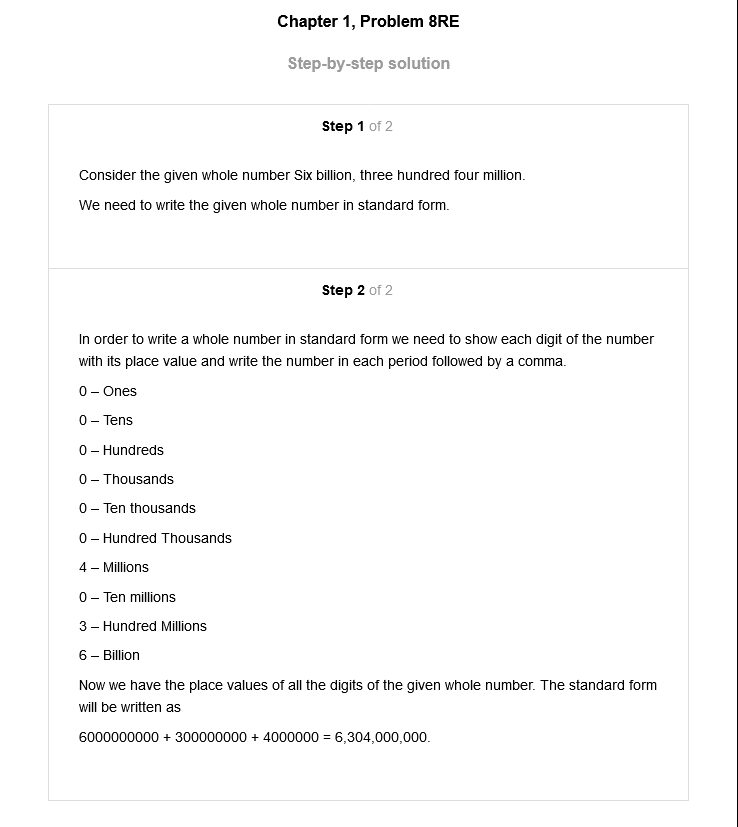 Chapter 1, Problem 8RE
Step-by-step solution
Step 1 of 2
Consider the given whole number Six billion, three hundred four million.
We need to write the given whole number in standard form.
Step 2 of 2
In order to write a whole number in standard form we need to show each digit of the number
with its place value and write the number in each period followed by a comma.
0 – Ones
0 – Tens
0 – Hundreds
0 – Thousands
0 – Ten thousands
0 – Hundred Thousands
4 – Millions
0 – Ten millions
3 – Hundred Millions
6 – Billion
Now we have the place values of all the digits of the given whole number. The standard form
will be written as
6000000000 + 300000000 + 4000000 = 6,304,000,000.